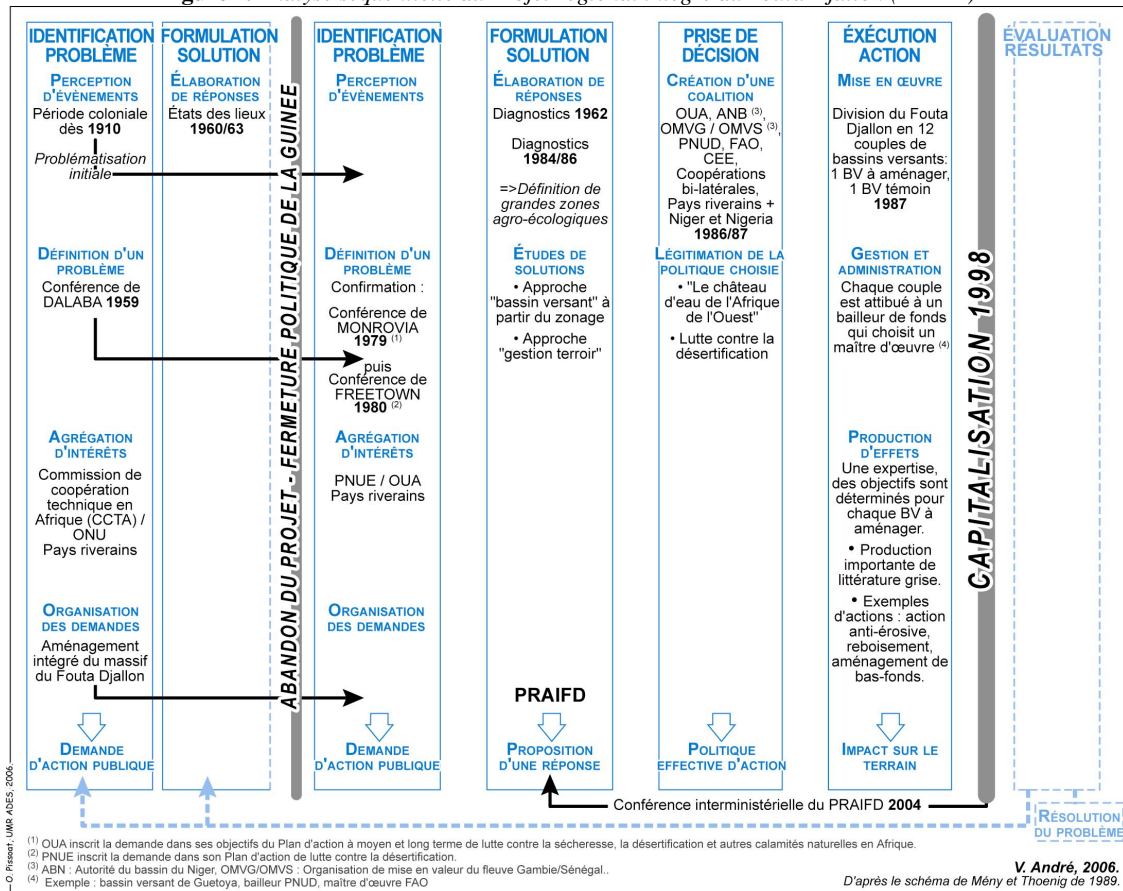 IDENTIFICATION
PROBLÈME
PERCEPTION
D'ÉVÈNEMENTS
Période coloniale
dès 1910
Problématisation
initiale
DÉFINITION D'UN
PROBLÈME
Conférence de
DALABA 1959
AGRÉGATION
D'INTÉRÊTS
Commission de
coopération
technique en
Afrique (CCTA) /
ONU
Pays riverains
ORGANISATION
DES DEMANDES
Aménagement
intégré du massif
du Fouta Djallon
DEMANDE
D'ACTION PUBLIQUE
FORMULATION
SOLUTION
ÉLABORATION
DE RÉPONSES
États des lieux
1960/63
ABANDON DU PROJET - FERMETURE POLITIQUE DE LA GUINEE
IDENTIFICATION
PROBLÈME
PERCEPTION
D'ÉVÈNEMENTS
DÉFINITION D'UN
PROBLÈME
Confirmation :
Conférence de
MONROVIA
1979 (1)
puis
Conférence de
FREETOWN
1980 (2)
AGRÉGATION
D'INTÉRÊTS
PNUE / OUA
Pays riverains
ORGANISATION
DES DEMANDES
DEMANDE
D'ACTION PUBLIQUE
FORMULATION
SOLUTION
ÉLABORATION DE
RÉPONSES
Diagnostics 1962
Diagnostics
1984/86
=>Définition de
grandes zones
agro-écologiques
ÉTUDES DE
SOLUTIONS
• Approche
"bassin versant" à
partir du zonage
• Approche
"gestion terroir"
PRAIFD
PROPOSITION
D'UNE RÉPONSE
PRISE DE
DÉCISION
CRÉATION D'UNE
COALITION
OUA, ANB (3),
OMVG / OMVS (3),
PNUD, FAO,
CEE,
Coopérations
bi-latérales,
Pays riverains +
Niger et Nigeria
1986/87
LÉGITIMATION DE LA
POLITIQUE CHOISIE
• "Le château
d'eau de l'Afrique
de l'Ouest"
• Lutte contre la
désertification
POLITIQUE
EFFECTIVE D'ACTION
ÉXÉCUTION
ACTION
MISE EN ŒUVRE
Division du Fouta
Djallon en 12
couples de
bassins versants:
1 BV à aménager,
1 BV témoin
1987
GESTION ET
ADMINISTRATION
Chaque couple
est attibué à un
bailleur de fonds
qui choisit un
maître d'œuvre (4)
PRODUCTION
D'EFFETS
Une expertise,
des objectifs sont
déterminés pour
chaque BV à
aménager.
• Production
importante de
littérature grise.
• Exemples
d'actions : action
anti-érosive,
reboisement,
aménagement de
bas-fonds.
IMPACT SUR LE
TERRAIN
CAPITALISATION 1998
ÉVALUATION
RÉSULTATS
RÉSOLUTION
DU PROBLÈME
Conférence interministérielle du PRAIFD 2004
(1) OUA inscrit la demande dans ses objectifs du Plan d'action à moyen et long terme de lutte contre la sécheresse, la désertification et autres calamités naturelles en Afrique.
(2) PNUE inscrit la demande dans son Plan d'action de lutte contre la désertification.
(3) ABN : Autorité du bassin du Niger, OMVG/OMVS : Organisation de mise en valeur du fleuve Gambie/Sénégal..
(4) Exemple : bassin versant de Guetoya, bailleur PNUD, maître d'œuvre FAO
V. André, 2006.
D'après le schéma de Mény et Thoenig de 1989.
O. Pissoat, UMR ADES, 2006.